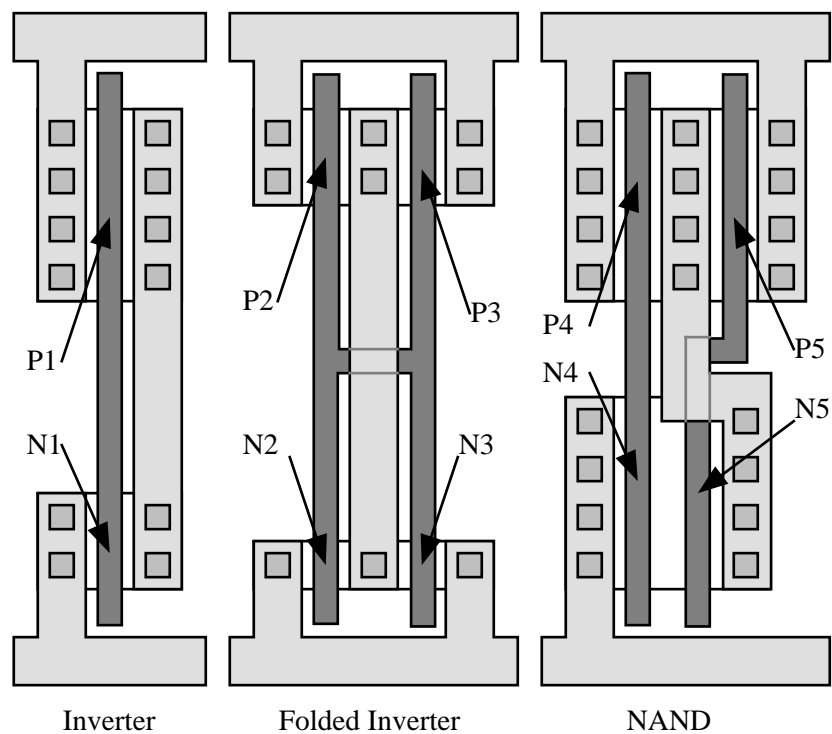 P2
P3
P4
P5
P1
N4
N5
N1
N2
N3
Inverter
Folded Inverter
NAND